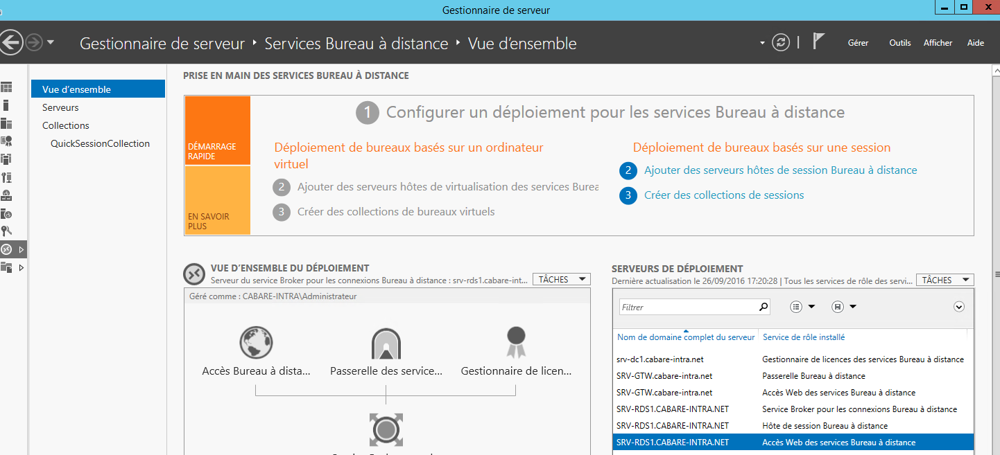 Gestionnaire de serveur
Gestionnaire de serveur ‣ Services Bureau à distance ‣ Vue d'ensemble
Gérer Outils Afficher Aide
Vue d'ensemble
Serveurs
Collections
QuickSessionCollection
PRISE EN MAIN DES SERVICES BUREAU À DISTANCE
DÉMARRAGE
RAPIDE
EN SAVOIR
PLUS
1 Configurer un déploiement pour les services Bureau à distance
Déploiement de bureaux basés sur un ordinateur
virtuel
2 Ajouter des serveurs hôtes de virtualisation des services Burea
3 Créer des collections de bureaux virtuels
Déploiement de bureaux basés sur une session
2 Ajouter des serveurs hôtes de session Bureau à distance
3 Créer des collections de sessions
VUE D'ENSEMBLE DU DÉPLOIEMENT
Serveur du service Broker pour les connexions Bureau à distance : srv-rds1.cabare-int...
TÂCHES
Géré comme : CABARE-INTRA\Administrateur
Accès Bureau à dista... Passerelle des service... Gestionnaire de licen...
SERVEURS DE DÉPLOIEMENT
Dernière actualisation le 26/09/2016 17:20:28 | Tous les services de rôle des servi...
TÂCHES
Filtrer
Nom de domaine complet du serveur Service de rôle installé
srv-dc1.cabare-intra.net Gestionnaire de licences des services Bureau à distance
SRV-GTW.cabare-intra.net Passerelle Bureau à distance
SRV-GTW.cabare-intra.net Accès Web des services Bureau à distance
SRV-RDS1.CABARE-INTRA.NET Service Broker pour les connexions Bureau à distance
SRV-RDS1.CABARE-INTRA.NET Hôte de session Bureau à distance
SRV-RDS1.CABARE-INTRA.NET Accès Web des services Bureau à distance